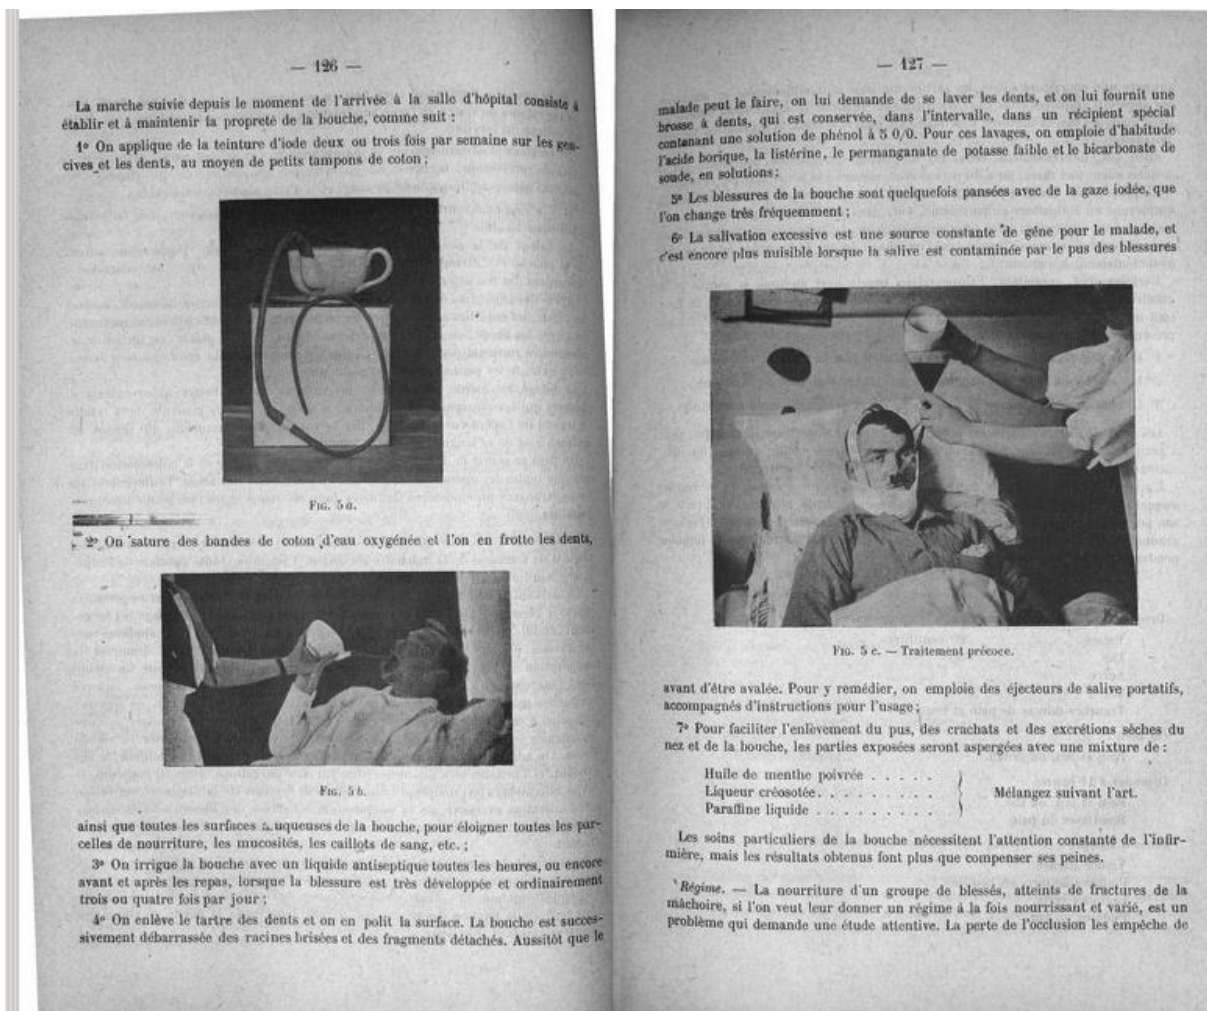 — 126 —
La marche suivie depuis le moment de l'arrivée à la salle d'hôpital consiste à
établir et à maintenir la propreté de la bouche, comme suit :
1º On applique de la teinture d'iode deux ou trois fois par semaine sur les gen-
cives et les dents, au moyen de petits tampons de coton ;
FIG. 5 a.
2º On sature des bandes de coton d'eau oxygénée et l'on en frotte les dents,
FIG. 5 b.
ainsi que toutes les surfaces uqueuses de la bouche, pour éloigner toutes les par-
celles de nourriture, les mucosités, les caillots de sang, etc. ;
3º On irrigue la bouche avec un liquide antiseptique toutes les heures, ou encore
avant et après les repas, lorsque la blessure est très développée et ordinairement
trois ou quatre fois par jour ;
4º On enlève le tartre des dents et on en polit la surface. La bouche est succes-
sivement débarrassée des racines brisées et des fragments détachés. Aussitôt que le
— 127 —
malade peut le faire, on lui demande de se laver les dents, et on lui fournit une
brosse à dents, qui est conservée, dans l'intervalle, dans un récipient spécial
contenant une solution de phénol à 5 0/0. Pour ces lavages, on emploie d'habitude
l'acide borique, la listérine, le permanganate de potasse faible et le bicarbonate de
soude, en solutions ;
5º Les blessures de la bouche sont quelquefois pansées avec de la gaze iodée, que
l'on change très fréquemment ;
6º La salivation excessive est une source constante de gêne pour le malade, et
c'est encore plus nuisible lorsque la salive est contaminée par le pus des blessures
FIG. 5 c. — Traitement précoce.
avant d'être avalée. Pour y remédier, on emploie des éjecteurs de salive portatifs,
accompagnés d'instructions pour l'usage ;
7º Pour faciliter l'enlèvement du pus, des crachats et des excrétions sèches du
nez et de la bouche, les parties exposées seront aspergées avec une mixture de :
Huile de menthe poivrée . . . . .
Liqueur créosotée . . . . . . . .
Paraffine liquide . . . . . . . .
Mélangez suivant l'art.
Les soins particuliers de la bouche nécessitent l'attention constante de l'infir-
mière, mais les résultats obtenus font plus que compenser ses peines.
Régime. — La nourriture d'un groupe de blessés, atteints de fractures de la
mâchoire, si l'on veut leur donner un régime à la fois nourrissant et varié, est un
problème qui demande une étude attentive. La perte de l'occlusion les empêche de